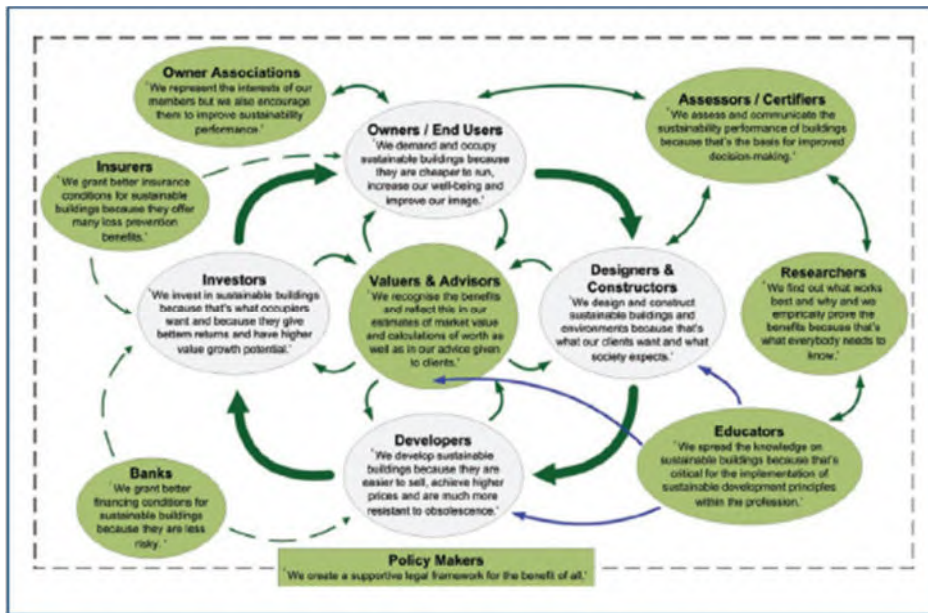 Owner Associations
'We represent the interests of our
members but we also encourage
them to improve sustainability
performance.'
Owners / End Users
'We demand and occupy
sustainable buildings because
they are cheaper to run,
increase our well-being and
improve our image.'
Assessors / Certifiers
'We assess and communicate the
sustainability performance of buildings
because that's the basis for improved
decision-making.'
Insurers
'We grant better insurance
conditions for sustainable
buildings because they offer
many loss prevention
benefits.'
Investors
'We invest in sustainable buildings
because that's what occupiers
want and because they give
bettern returns and have higher
value growth potential.'
Valuers & Advisors
'We recognise the benefits
and reflect this in our
estimates of market value
and calculations of worth as
well as in our advice given
to clients.'
Designers &
Constructors
'We design and construct
sustainable buildings and
environments because that's
what our clients want and what
society expects.'
Researchers
'We find out what works
best and why and we
empirically prove the
benefits because that's
what everybody needs to
know.'
Banks
'We grant better
financing conditions for
sustainable buildings
because they are less
risky.'
Developers
'We develop sustainable
buildings because they are
easier to sell, achieve higher
prices and are much more
resistant to obsolescence.'
Educators
'We spread the knowledge on
sustainable buildings because that's
critical for the implementation of
sustainable development principles
within the profession.'
Policy Makers
'We create a supportive legal framework for the benefit of all.'